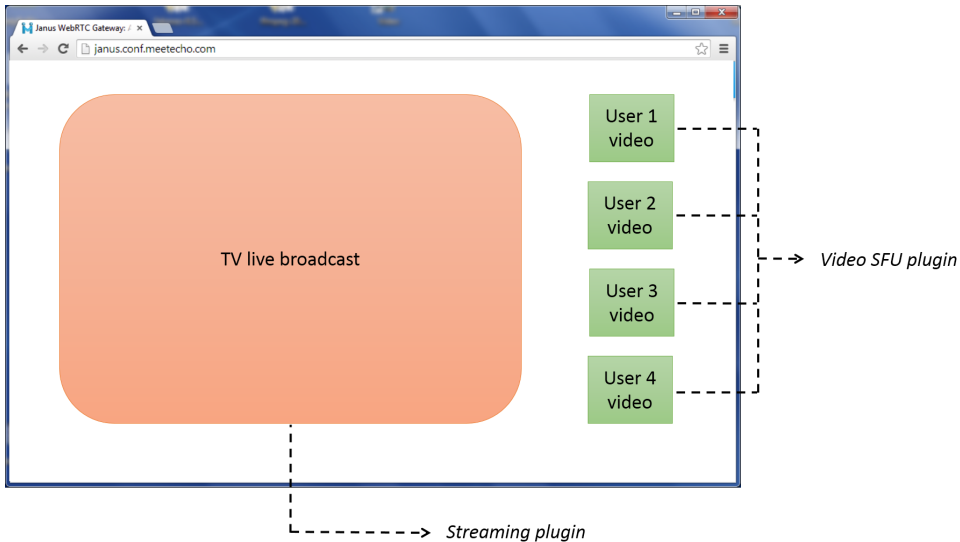 Janus WebRTC Gateway: A
janus.conf.meetecho.com
TV live broadcast
User 1
video
User 2
video
User 3
video
User 4
video
Video SFU plugin
Streaming plugin